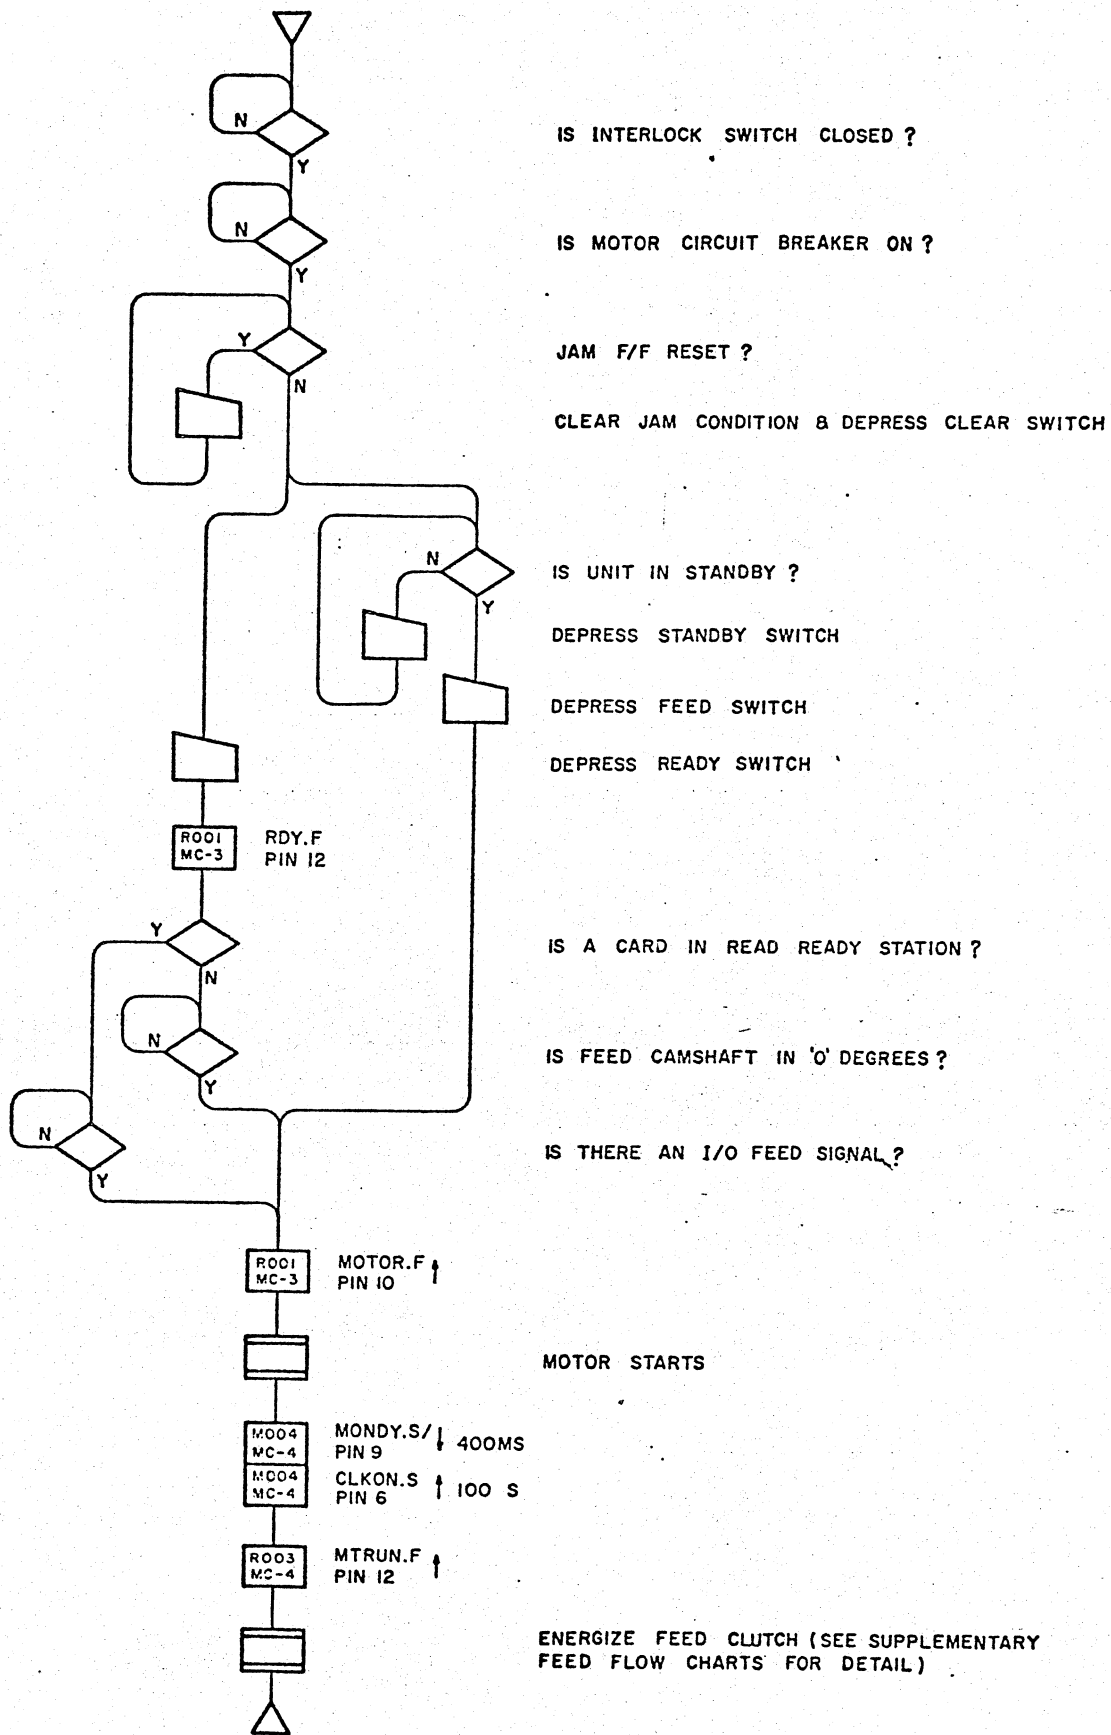 N
IS INTERLOCK SWITCH CLOSED ?
Y
N
IS MOTOR CIRCUIT BREAKER ON ?
Y
Y
JAM F/F RESET ?
N
CLEAR JAM CONDITION & DEPRESS CLEAR SWITCH
N
IS UNIT IN STANDBY ?
Y
DEPRESS STANDBY SWITCH
DEPRESS FEED SWITCH
DEPRESS READY SWITCH
R001 RDY.F
MC-3 PIN 12
Y
IS A CARD IN READ READY STATION ?
N
N
IS FEED CAMSHAFT IN 'O' DEGREES ?
Y
N
IS THERE AN I/O FEED SIGNAL ?
Y
R001 MOTOR.F ↑
MC-3 PIN 10
MOTOR STARTS
M004 MONDY.S/ ↓ 400MS
MC-4 PIN 9
M004 CLKON.S ↑ 100 S
MC-4 PIN 6
R003 MTRUN.F ↑
MC-4 PIN 12
ENERGIZE FEED CLUTCH (SEE SUPPLEMENTARY
FEED FLOW CHARTS FOR DETAIL)